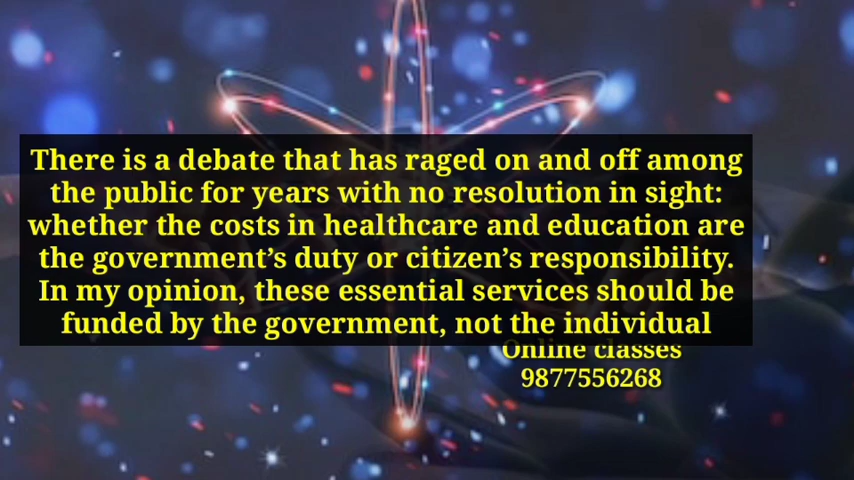 There is a debate that has raged on and off among
the public for years with no resolution in sight:
whether the costs in healthcare and education are
the government’s duty or citizen’s responsibility.
In my opinion, these essential services should be
funded by the government, not the individual
Online classes
9877556268